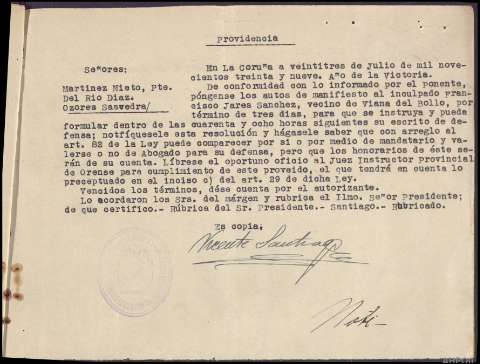 Providencia
En La Coruña a veintitres de julio de mil nove-
cientos treinta y nueve. Año de la Victoria.
Señores:
Martinez Nieto, Pte.
Del Rio Diaz.
Ozores Saavedra/
De conformidad con lo informado por el ponente,
pónganse los autos de manifiesto al inculpado Fran-
cisco Jares Sanchez, vecino de Viana del Bollo, por
término de tres dias, para que se instruya y pueda
formular dentro de las cuarenta y ocho horas siguientes su escrito de de-
fensa; notifíquesele esta resolución y hágasele saber que con arreglo al
art. 82 de la Ley puede comparecer por si o por medio de mandatario y va-
lerse o no de Abogado para su defensa, pero que los honorarios de éste se-
rán de su cuenta. Líbrese el oportuno oficio al Juez Instructor Provincial
de Orense para cumplimiento de este proveido, el que tendrá en cuenta lo
preceptuado en el inciso c) del art. 29 de dicha Ley.
Vencidos los términos, dése cuenta por el autorizante.
Lo acordaron los Srs. del márgen y rubrica el Ilmo. Señor Presidente;
de que certifico.- Rúbrica del Sr. Presidente.- Santiago.- Rubricado.
Es copia:
Vicente Santiago
Noti-